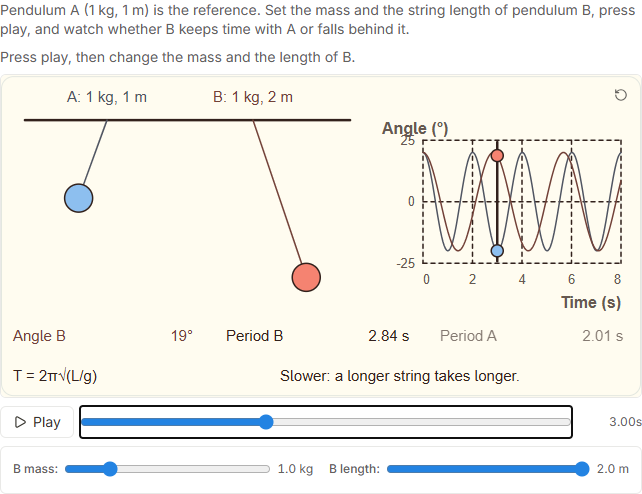 Pendulum A (1 kg, 1 m) is the reference. Set the mass and the string length of pendulum B, press
play, and watch whether B keeps time with A or falls behind it.
Press play, then change the mass and the length of B.
A: 1 kg, 1 m
B: 1 kg, 2 m
Angle (°)
25
0
-25
0 2 4 6 8
Time (s)
Angle B 19° Period B 2.84 s Period A 2.01 s
T = 2π√(L/g) Slower: a longer string takes longer.
Play 3.00s
B mass: 1.0 kg B length: 2.0 m